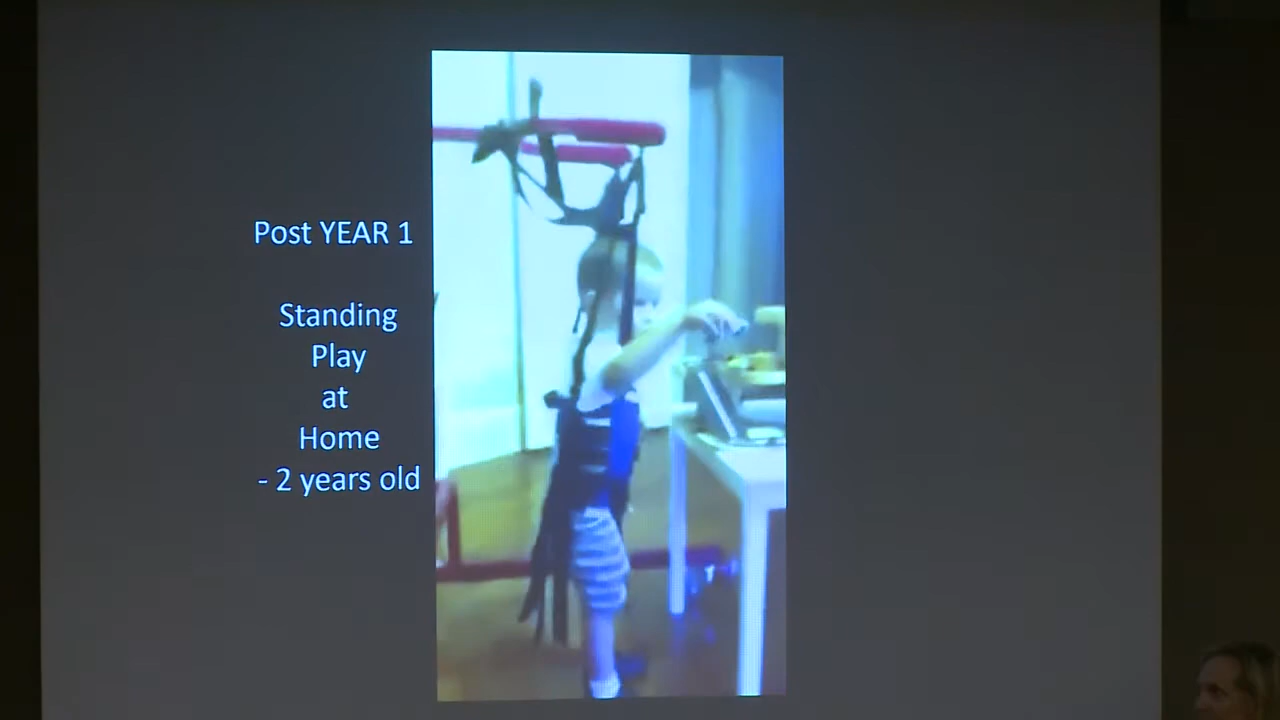 Post YEAR 1
Standing
Play
at
Home
- 2 years old